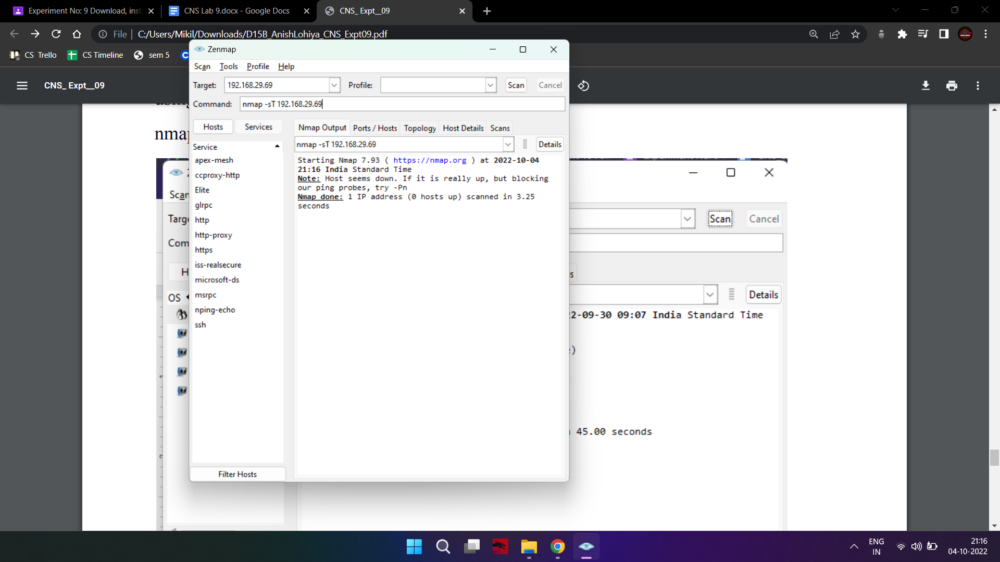 Experiment No: 9 Download, inst
CNS Lab 9.docx - Google Docs
CNS_ Expt__09
File
C:/Users/Mikil/Downloads/D15B_AnishLohiya_CNS_Expt09.pdf
CS Trello
CS Timeline
sem 5
CNS_ Expt__09
Zenmap
Scan Tools Profile Help
Target: 192.168.29.69 Profile: Scan Cancel
Command: nmap -sT 192.168.29.69
Hosts Services
Nmap Output Ports / Hosts Topology Host Details Scans
nmap -sT 192.168.29.69 Details
Service
apex-mesh
ccproxy-http
Elite
glrpc
http
http-proxy
https
iss-realsecure
microsoft-ds
msrpc
nping-echo
ssh
Filter Hosts
Starting Nmap 7.93 ( https://nmap.org ) at 2022-10-04
21:16 India Standard Time
Note: Host seems down. If it is really up, but blocking
our ping probes, try -Pn
Nmap done: 1 IP address (0 hosts up) scanned in 3.25
seconds
nmap
Scan
Targe
Com
H
OS
Scan Cancel
s
Details
2-09-30 09:07 India Standard Time
)
45.00 seconds
ENG
IN
21:16
04-10-2022